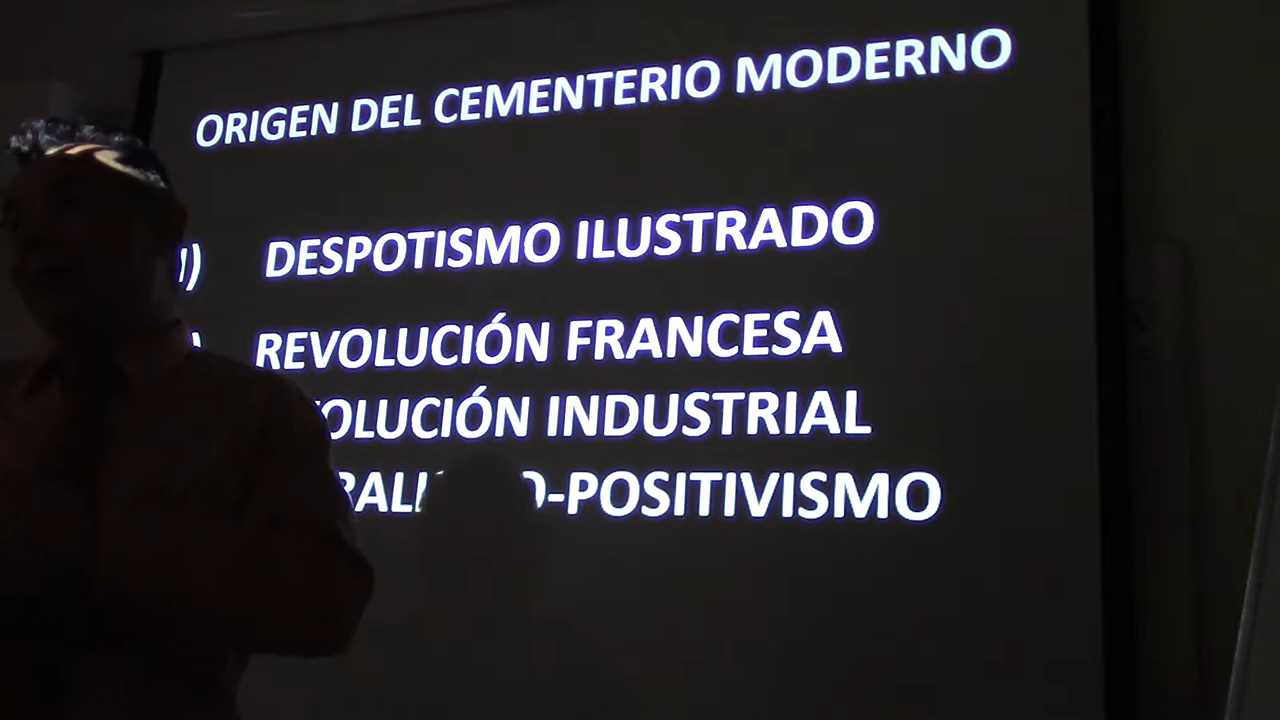 ORIGEN DEL CEMENTERIO MODERNO
DESPOTISMO ILUSTRADO
REVOLUCIÓN FRANCESA
OLUCIÓN INDUSTRIAL
-POSITIVISMO